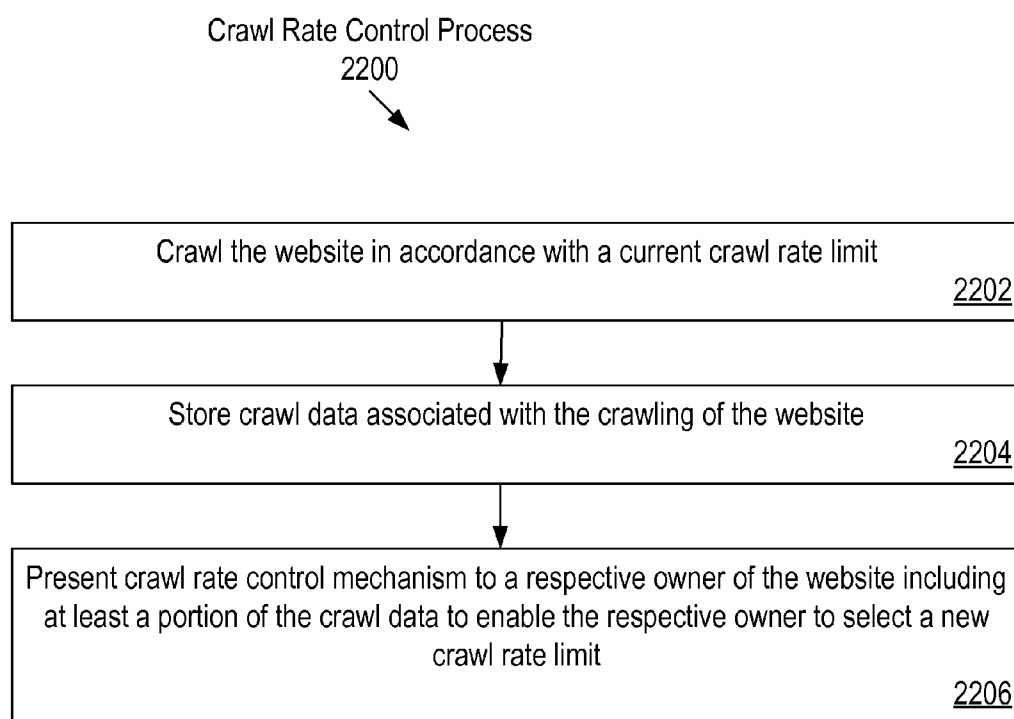 Crawl Rate Control Process
2200
Crawl the website in accordance with a current crawl rate limit
2202
Store crawl data associated with the crawling of the website
2204
Present crawl rate control mechanism to a respective owner of the website including
at least a portion of the crawl data to enable the respective owner to select a new
crawl rate limit
2206